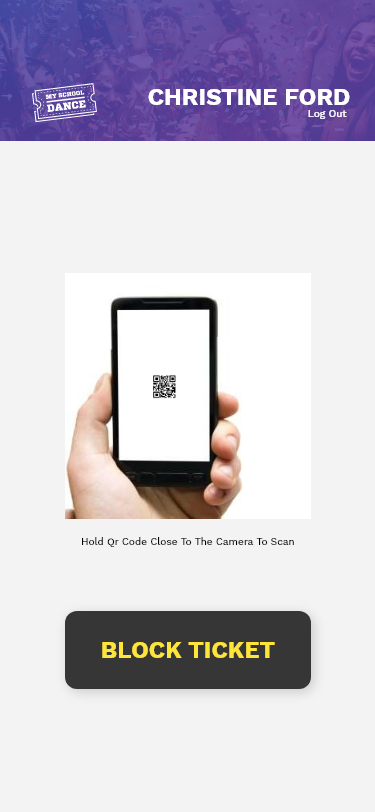 MY SCHOOL
DANCE
CHRISTINE FORD
Log Out
Hold Qr Code Close To The Camera To Scan
BLOCK TICKET